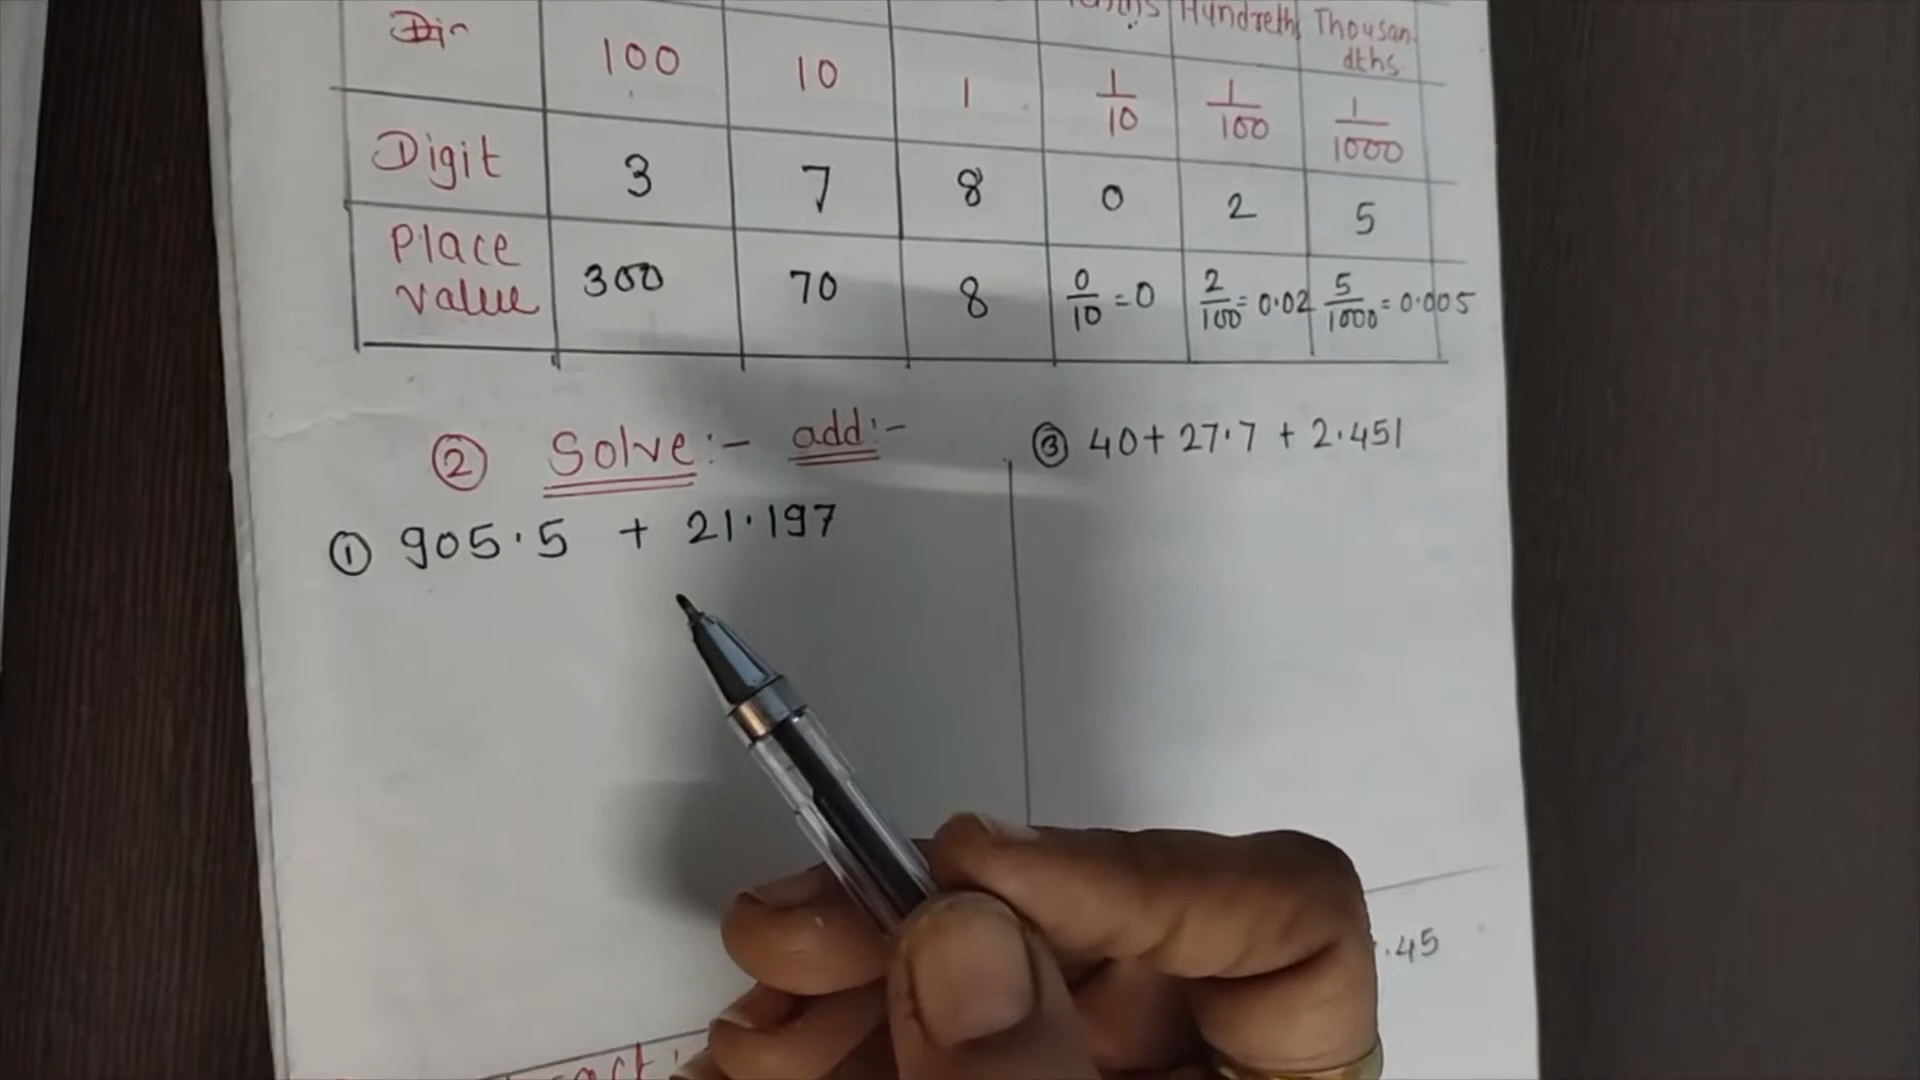 Hundreths Thousandths
100 10 1 1/10 1/100 1/1000
Digit 3 7 8 0 2 5
Place value 300 70 8 0/10 = 0 2/100 = 0.02 5/1000 = 0.005
② Solve:- add:-
① 905.5 + 21.197
③ 40 + 27.7 + 2.451
.45